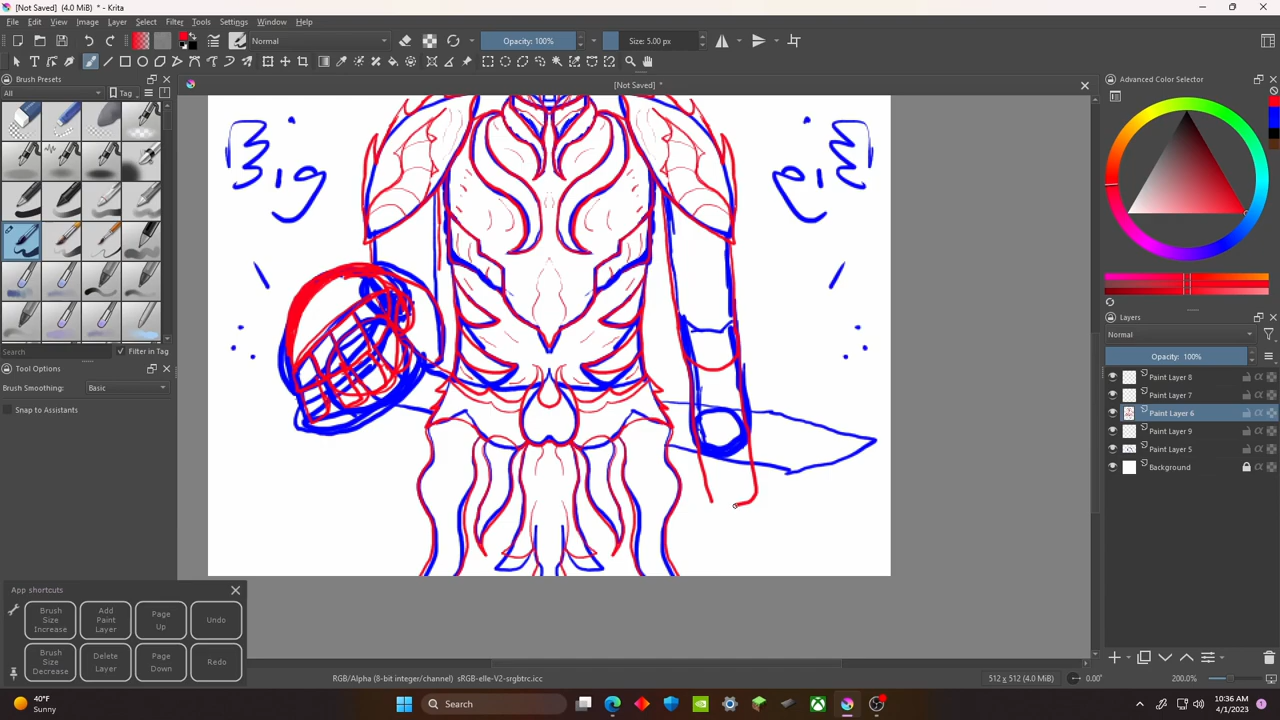 [Not Saved] (4.0 MiB) * - Krita
File Edit View Image Layer Select Filter Tools Settings Window Help
Normal Opacity: 100% Size: 5.00 px
Brush Presets
[Not Saved] *
Advanced Color Selector
All Tag
Big
Search Filter in Tag
Layers
Normal
Opacity: 100%
Tool Options
Brush Smoothing: Basic
Snap to Assistants
Paint Layer 8
Paint Layer 7
Paint Layer 6
Paint Layer 9
Paint Layer 5
Background
App shortcuts
Brush Size Increase
Add Paint Layer
Page Up
Undo
Brush Size Decrease
Delete Layer
Page Down
Redo
RGB/Alpha (8-bit integer/channel) sRGB-elle-V2-srgbtrc.icc 512 x 512 (4.0 MiB) 0.00° 200.0%
40°F
Sunny
Search
10:36 AM
4/1/2023